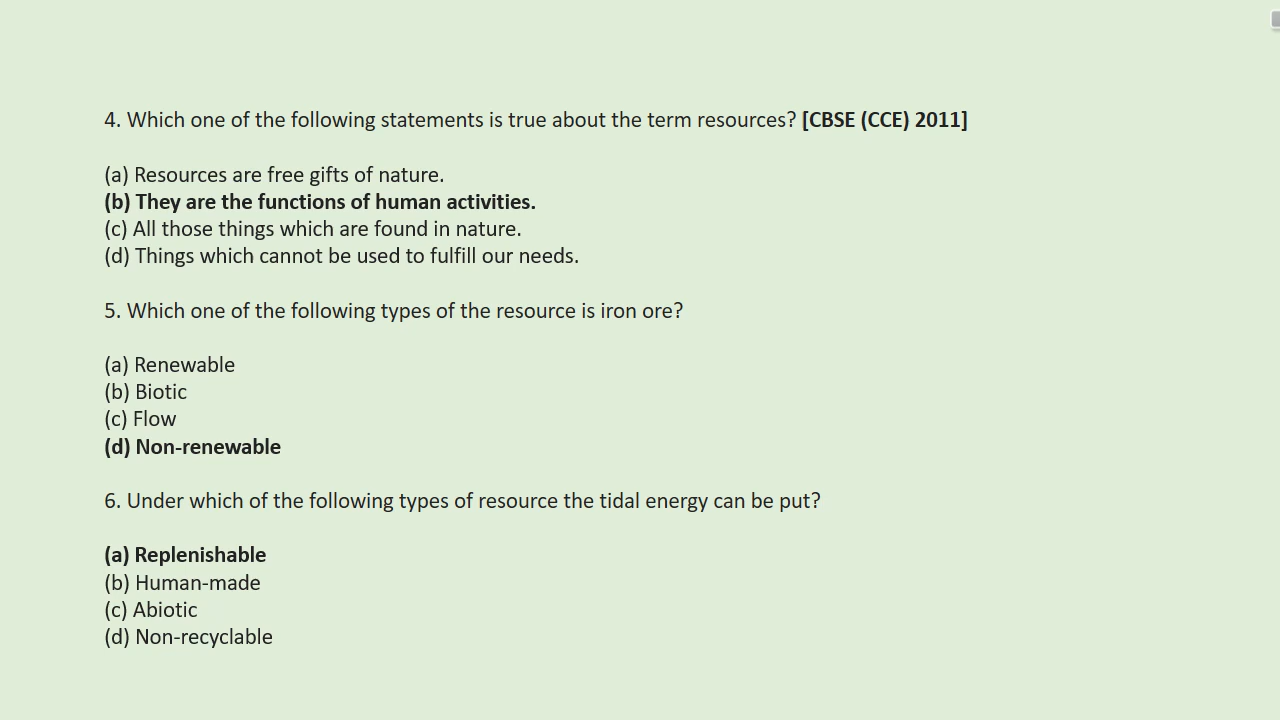 4. Which one of the following statements is true about the term resources? [CBSE (CCE) 2011]
(a) Resources are free gifts of nature.
(b) They are the functions of human activities.
(c) All those things which are found in nature.
(d) Things which cannot be used to fulfill our needs.
5. Which one of the following types of the resource is iron ore?
(a) Renewable
(b) Biotic
(c) Flow
(d) Non-renewable
6. Under which of the following types of resource the tidal energy can be put?
(a) Replenishable
(b) Human-made
(c) Abiotic
(d) Non-recyclable